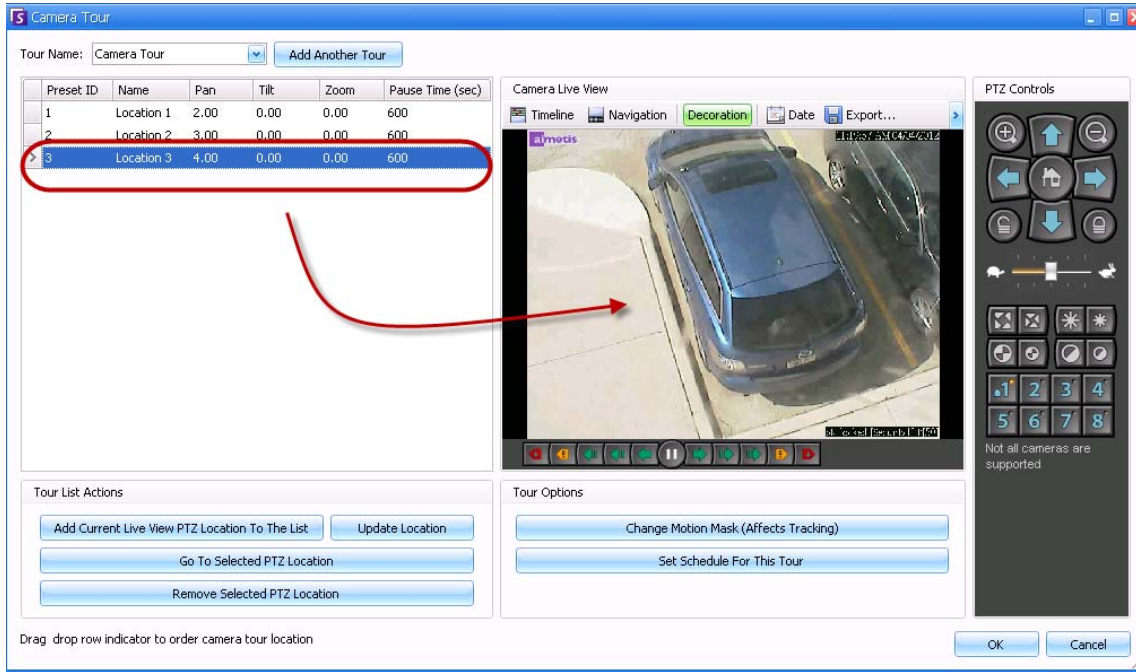 Camera Tour
Tour Name: Camera Tour Add Another Tour
Preset ID Name Pan Tilt Zoom Pause Time (sec)
1 Location 1 2.00 0.00 0.00 600
2 Location 2 3.00 0.00 0.00 600
3 Location 3 4.00 0.00 0.00 600
Camera Live View
Timeline Navigation Decoration Date Export...
aimetis
PTZ Controls
1 2 3 4
5 6 7 8
Not all cameras are
supported
Tour List Actions
Add Current Live View PTZ Location To The List Update Location
Go To Selected PTZ Location
Remove Selected PTZ Location
Tour Options
Change Motion Mask (Affects Tracking)
Set Schedule For This Tour
Drag drop row indicator to order camera tour location
OK Cancel